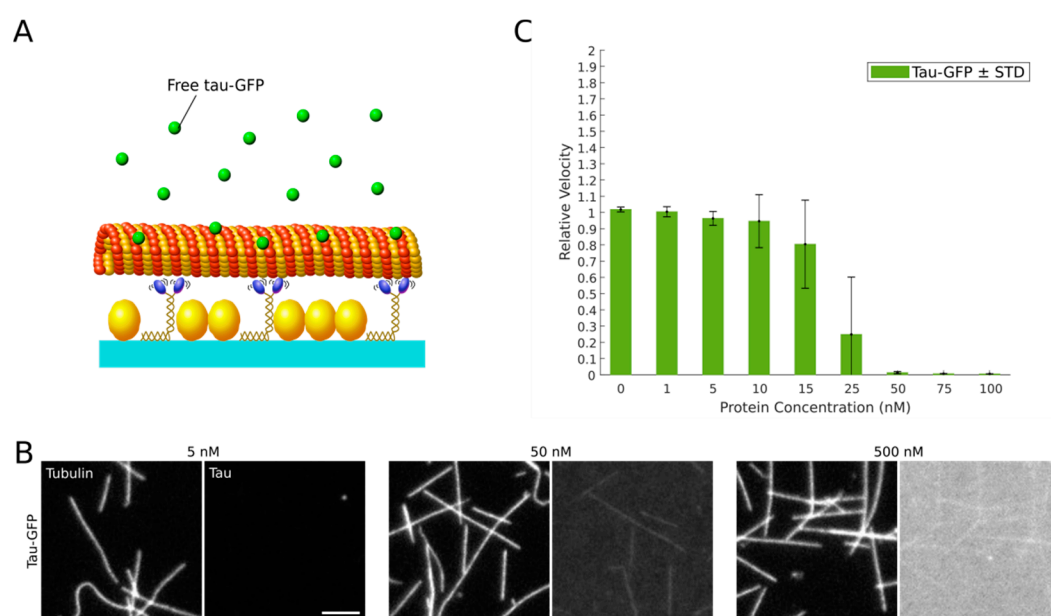 A
C
Free tau-GFP
Tau-GFP ± STD
Relative Velocity
2
1.9
1.8
1.7
1.6
1.5
1.4
1.3
1.2
1.1
1
0.9
0.8
0.7
0.6
0.5
0.4
0.3
0.2
0.1
0
0 1 5 10 15 25 50 75 100
Protein Concentration (nM)
B
5 nM 50 nM 500 nM
Tubulin Tau
Tau-GFP